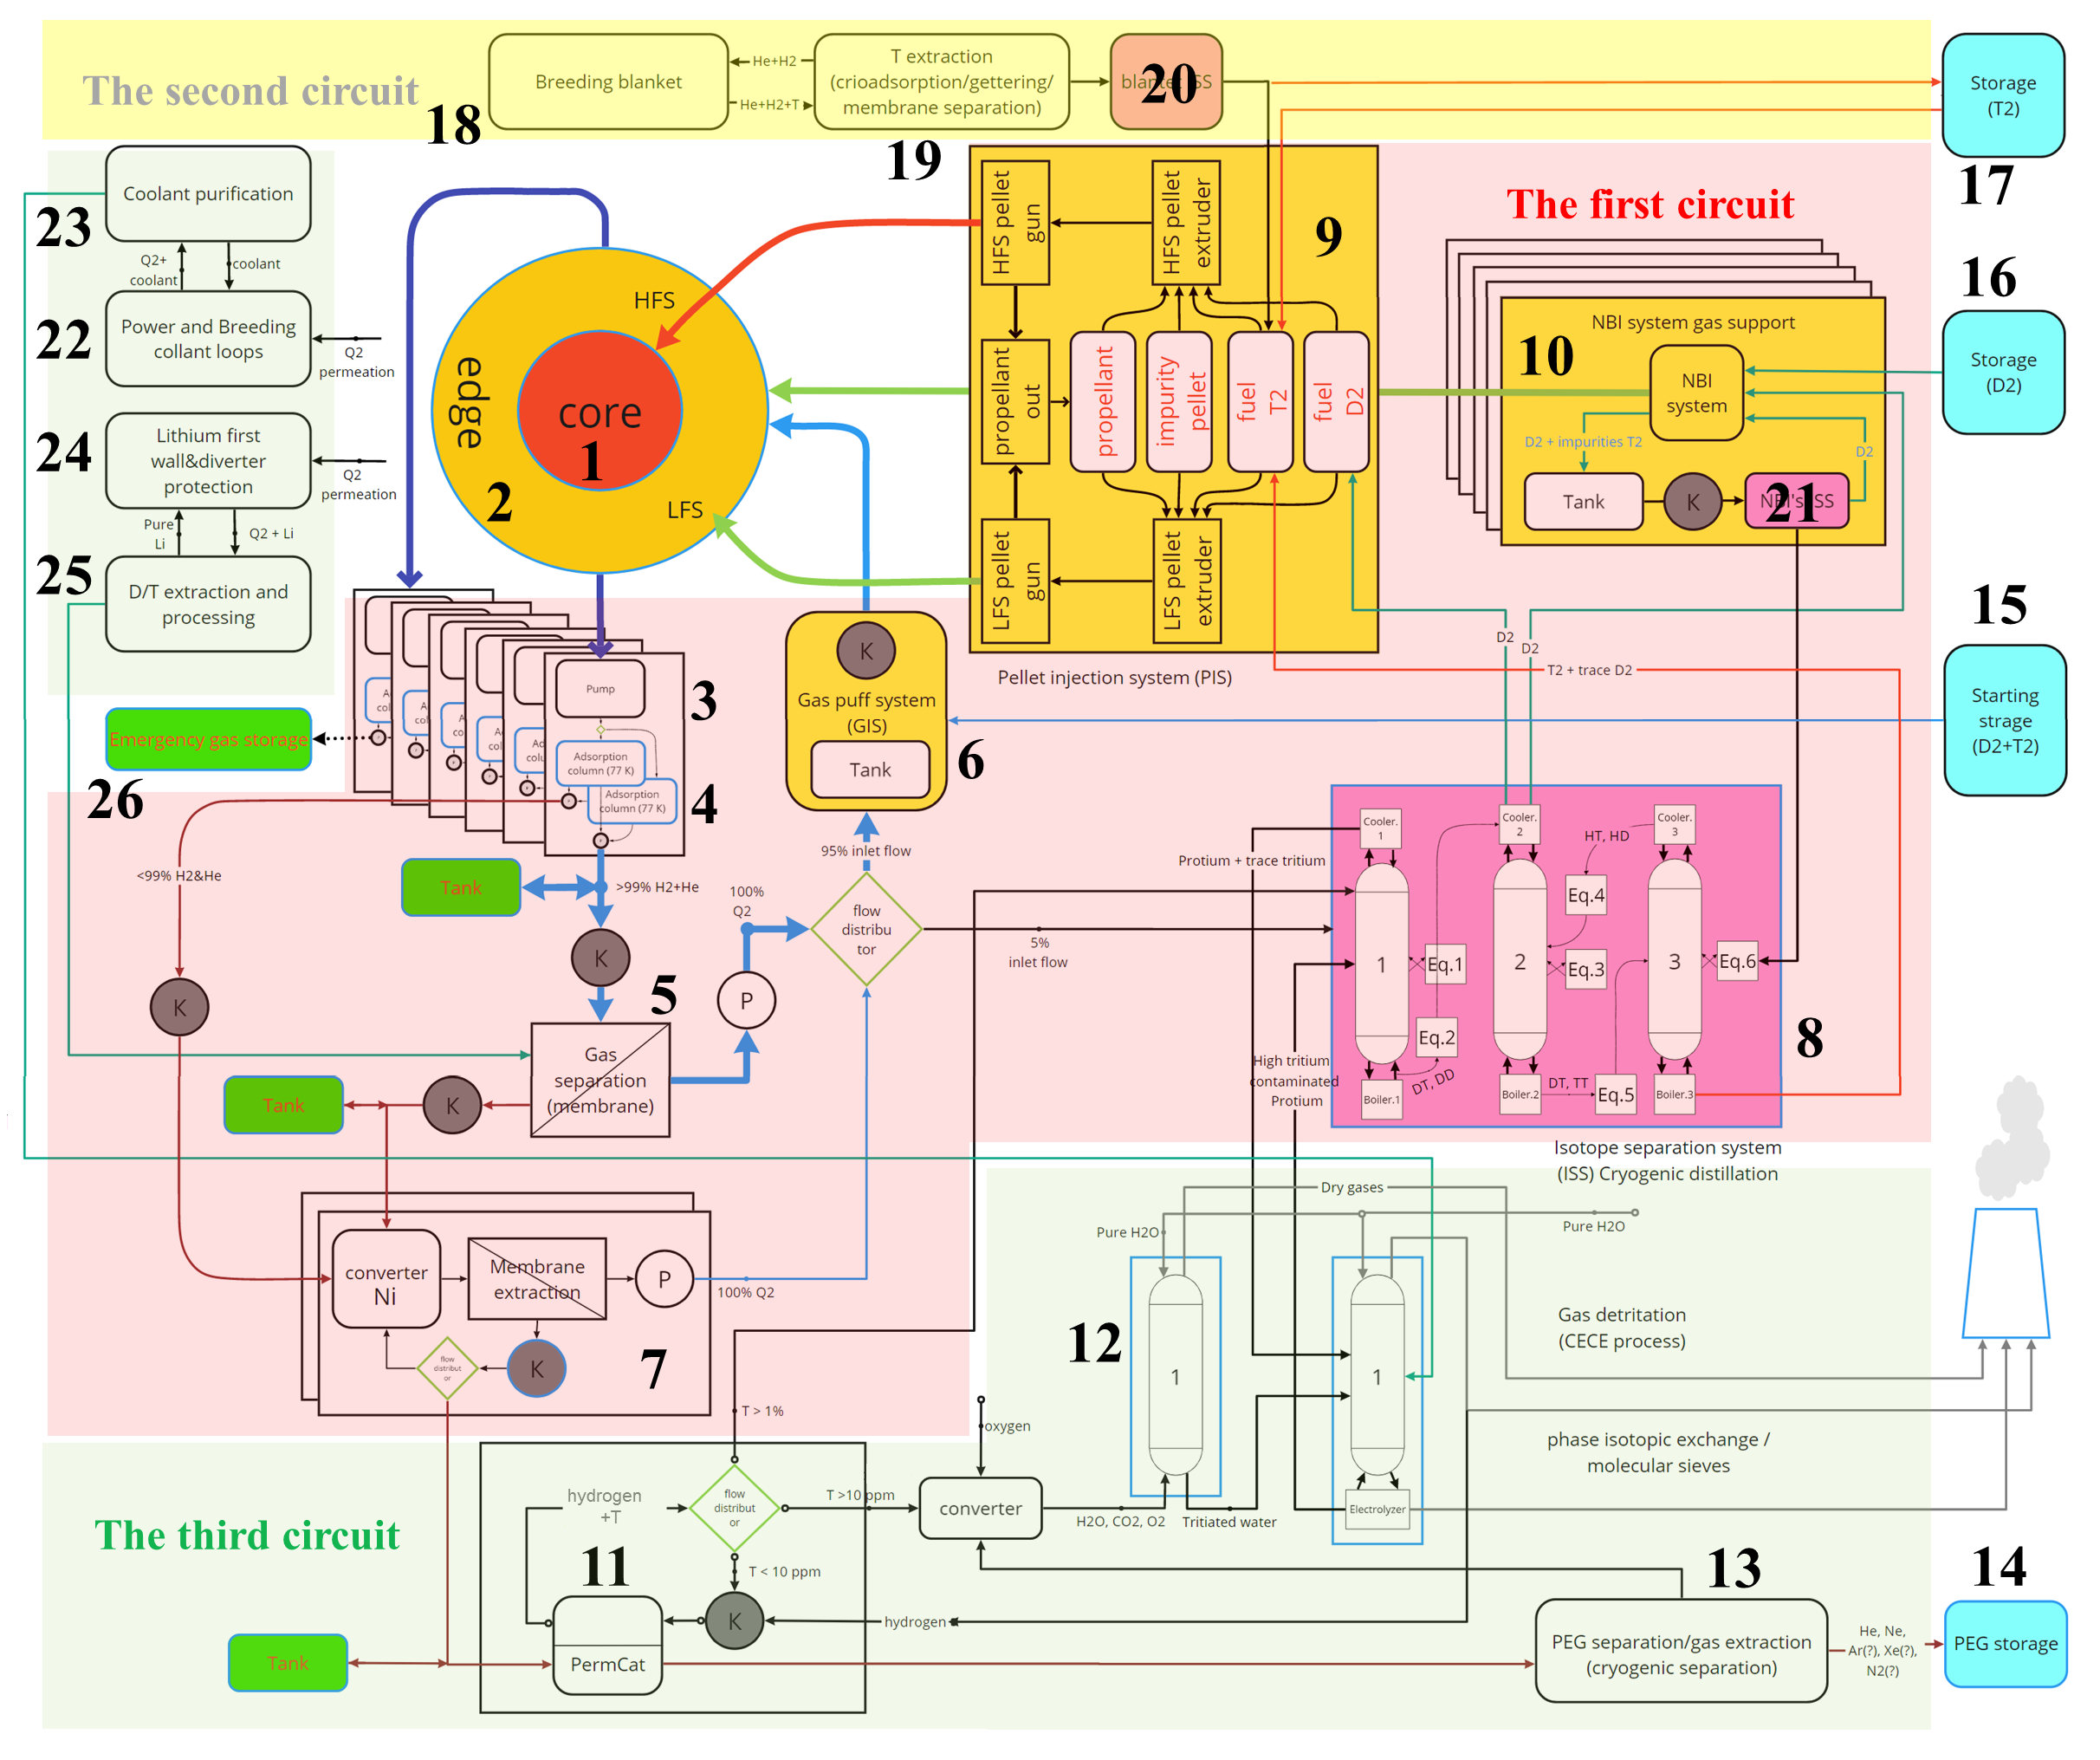 The second circuit
18
Breeding blanket
He+H2
He+H2+T
T extraction
(crioadsorption/gettering/
membrane separation)
19
20
Storage
(T2)
17
Coolant purification
23
Q2+
coolant
coolant
22
Power and Breeding
collant loops
Q2
permeation
24
Lithium first
wall&diverter
protection
Q2
permeation
Pure
Li
Q2 + Li
25
D/T extraction and
processing
Emergency gas storage
26
HFS
edge
core
1
2
LFS
HFS pellet
gun
HFS pellet
extruder
9
propellant
out
propellant
impurity
pellet
fuel
T2
fuel
D2
LFS pellet
gun
LFS pellet
extruder
Pellet injection system (PIS)
The first circuit
NBI system gas support
10
NBI
system
D2 + impurities T2
D2
Tank
K
21
16
Storage
(D2)
15
Starting
strage
(D2+T2)
D2
D2
T2 + trace D2
Pump
3
Adsorption
column (77 K)
Adsorption
column (77 K)
4
K
Gas puff system
(GIS)
Tank
6
95% inlet flow
<99% H2&He
Tank
>99% H2+He
K
K
5
Gas
separation
(membrane)
100%
Q2
P
flow
distribu
tor
5%
inlet flow
Tank
K
Protium + trace tritium
High tritium
contaminated
Protium
Cooler.
1
Cooler.
2
Cooler.
3
HT, HD
Eq.4
1
Eq.1
2
Eq.3
3
Eq.6
Eq.2
DT, DD
Boiler.1
Boiler.2
DT, TT
Eq.5
Boiler.3
8
Isotope separation system
(ISS) Cryogenic distillation
converter
Ni
Membrane
extraction
P
100% Q2
flow
distribut
or
K
7
Dry gases
Pure H2O
Pure H2O
12
1
1
Gas detritation
(CECE process)
phase isotopic exchange /
molecular sieves
Electrolyzer
The third circuit
T > 1%
hydrogen
+T
flow
distribut
or
T >10 ppm
T < 10 ppm
oxygen
converter
H2O, CO2, O2
Tritiated water
11
K
hydrogen
PermCat
Tank
13
PEG separation/gas extraction
(cryogenic separation)
He, Ne,
Ar(?), Xe(?),
N2(?)
14
PEG storage